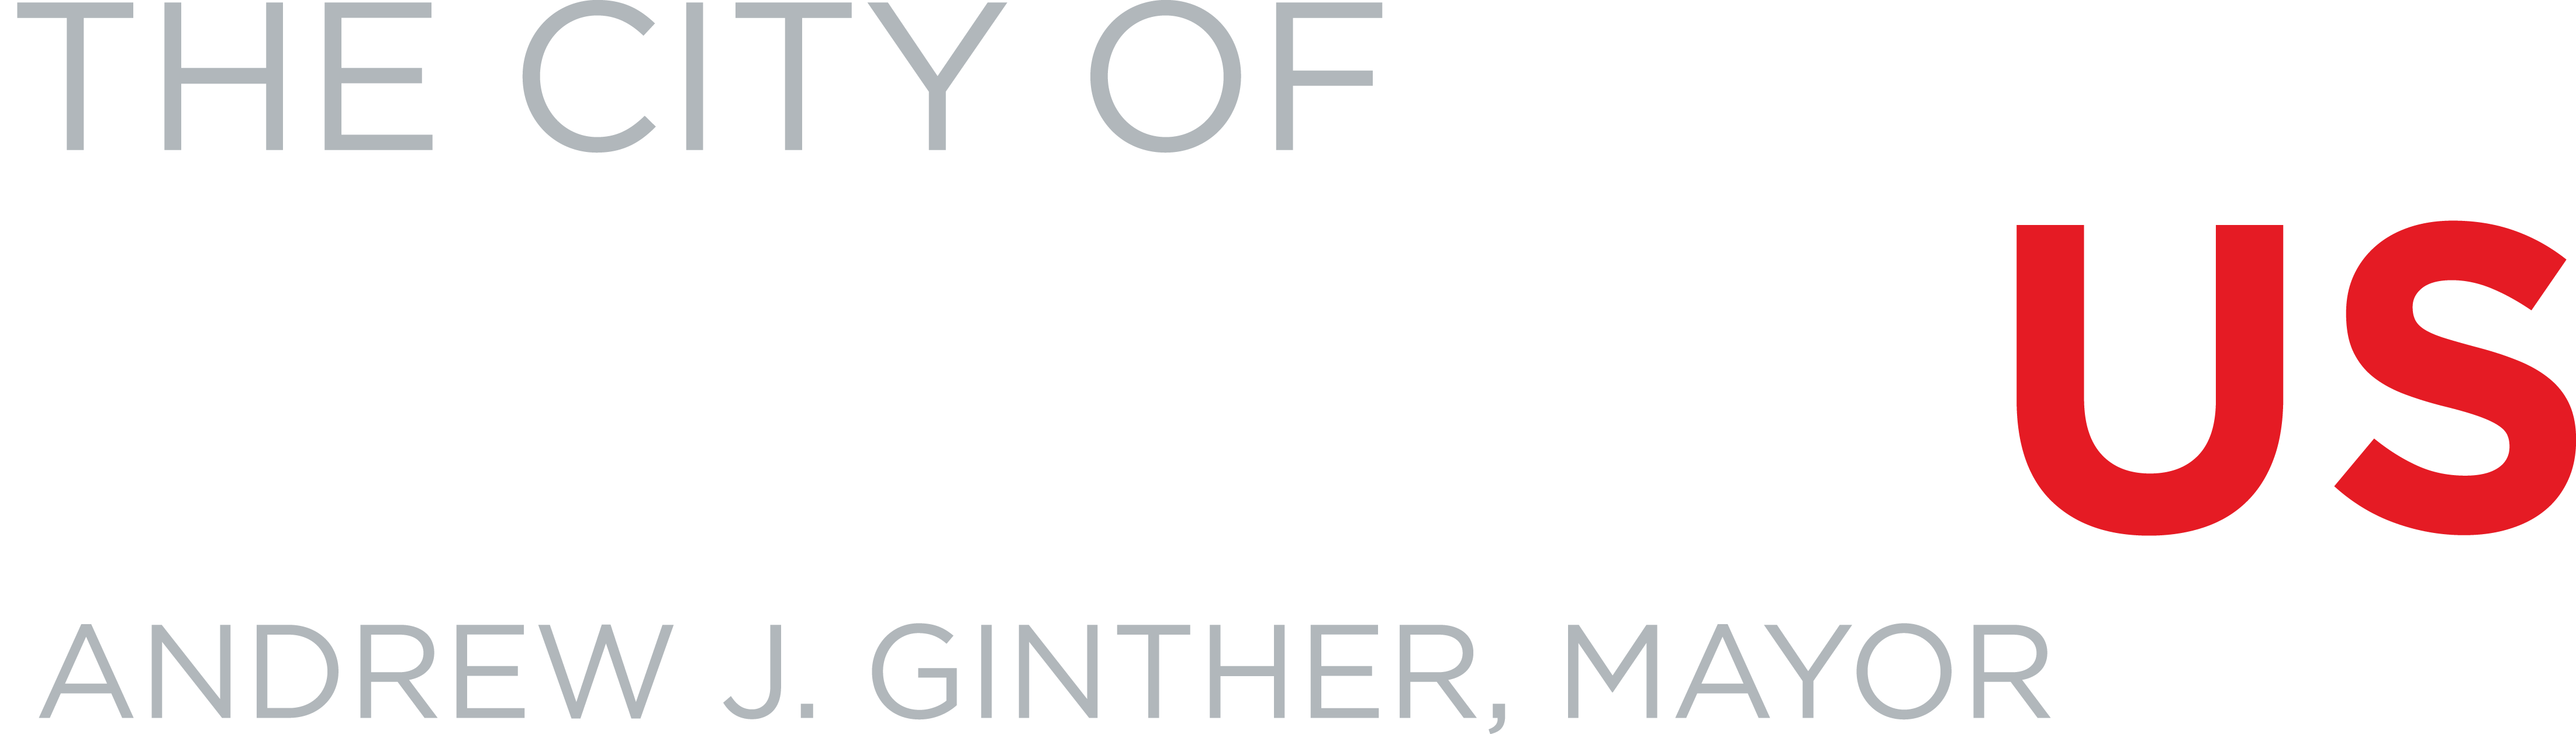 THE CITY OF
US
ANDREW J. GINTHER, MAYOR